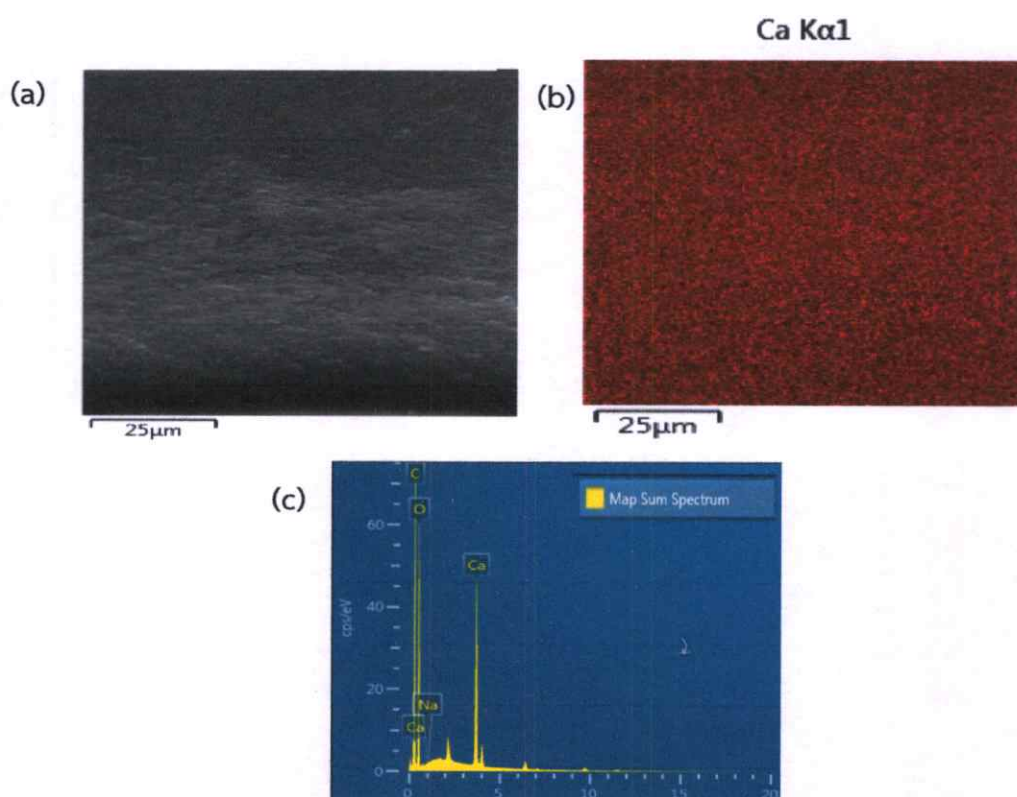 Ca Kα1
(a)
(b)
25μm
25μm
(c)
Map Sum Spectrum
C
O
Ca
Na
Ca
cps/eV
60
40
20
0
0
5
10
15
20